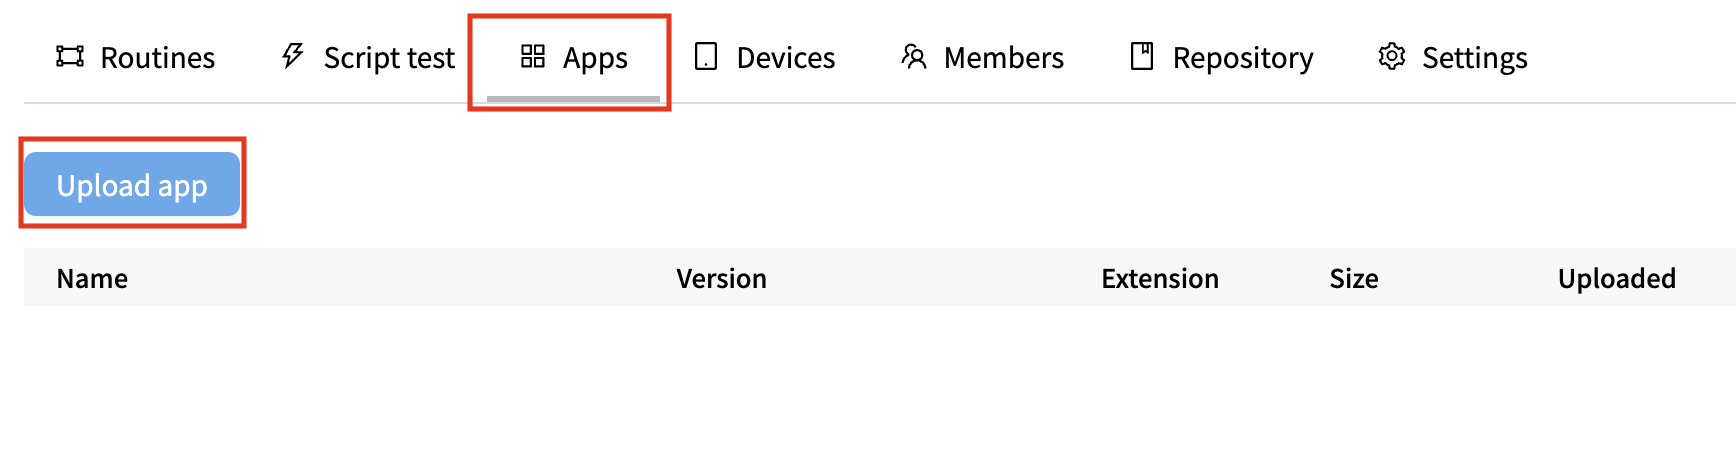 Routines Script test Apps Devices Members Repository Settings
Upload app
Name Version Extension Size Uploaded